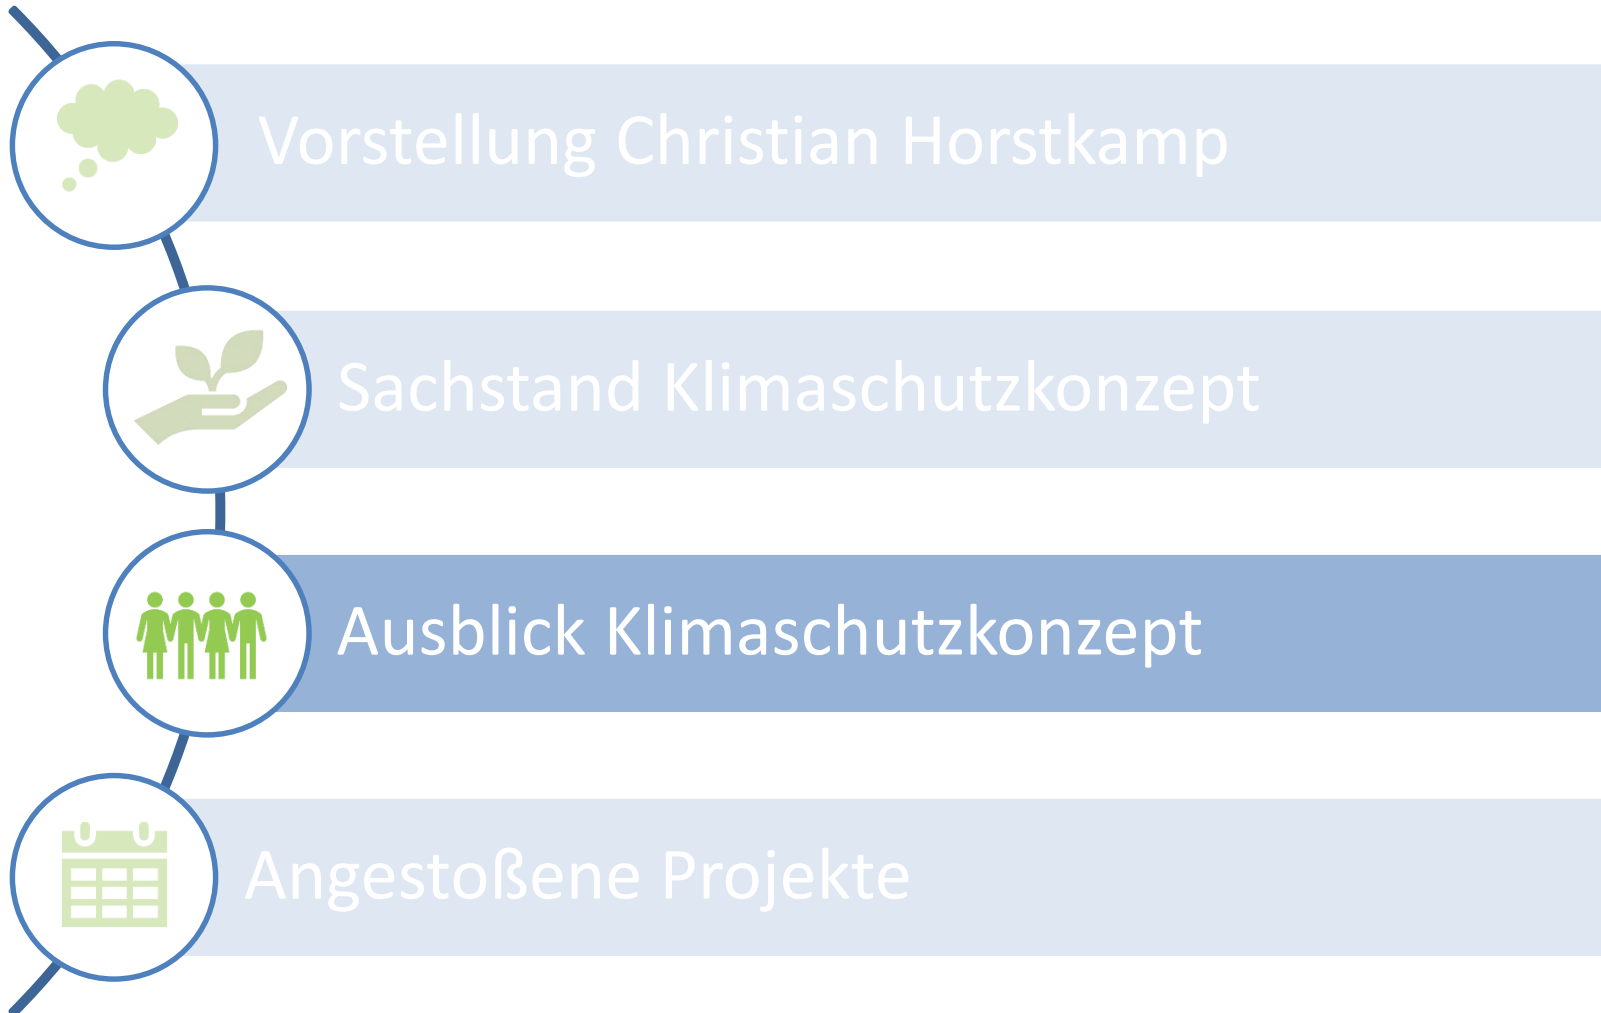 Vorstellung Christian Horstkamp
Sachstand Klimaschutzkonzept
Ausblick Klimaschutzkonzept
Angestoßene Projekte